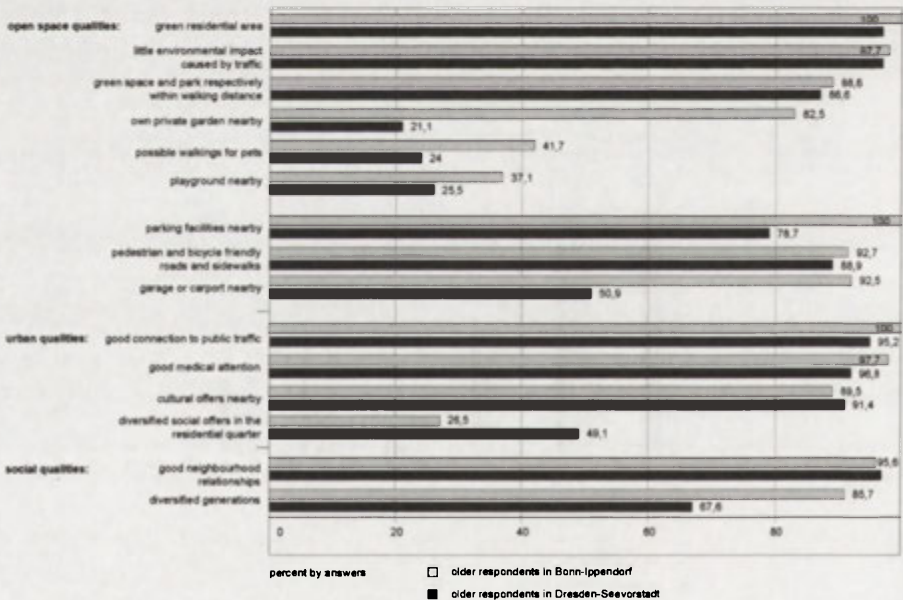 open space qualities: green residential area 100
little environmental impact 97,7
caused by traffic
green space and park respectively 88,6
within walking distance 86,6
own private garden nearby 82,5
21,1
possible walkings for pets 41,7
24
playground nearby 37,1
25,5
parking facilities nearby 100
78,7
pedestrian and bicycle friendly 92,7
roads and sidewalks 88,9
garage or carport nearby 92,5
50,9
urban qualities: good connection to public traffic 100
95,2
good medical attention 97,7
96,8
cultural offers nearby 89,5
91,4
diversified social offers in the 26,5
residential quarter 49,1
social qualities: good neighbourhood 95,6
relationships
diversified generations 85,7
67,6
0 20 40 60 80
percent by answers
older respondents in Bonn-Ippendorf
older respondents in Dresden-Seevorstadt